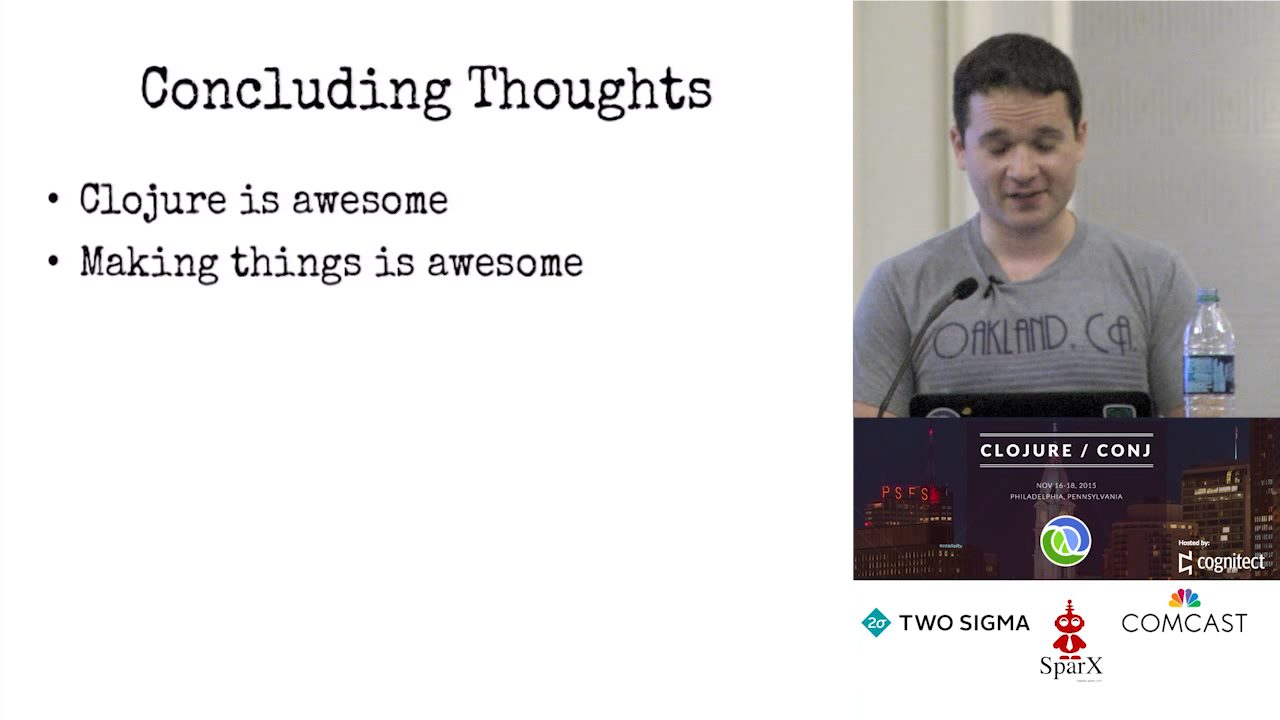 Concluding Thoughts
• Clojure is awesome
• Making things is awesome
OAKLAND, CA.
CLOJURE / CONJ
NOV 16-18, 2015
PHILADELPHIA, PENNSYLVANIA
PSFS
Hosted by:
cognitect
2σ TWO SIGMA
SparX
COMCAST